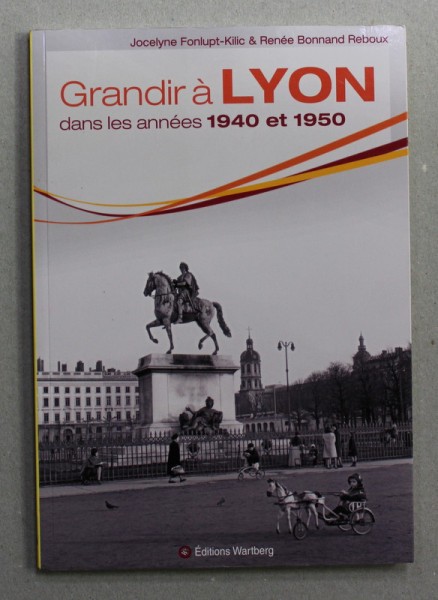 Jocelyne Fonlupt-Kilic & Renée Bonnand Reboux
Grandir à LYON
dans les années 1940 et 1950
Éditions Wartberg